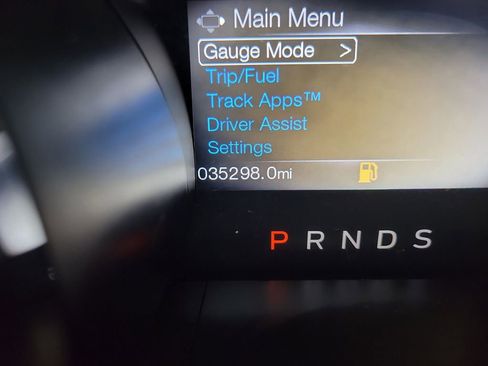 Main Menu
Gauge Mode >
Trip/Fuel
Track Apps™
Driver Assist
Settings
035298.0mi
P R N D S